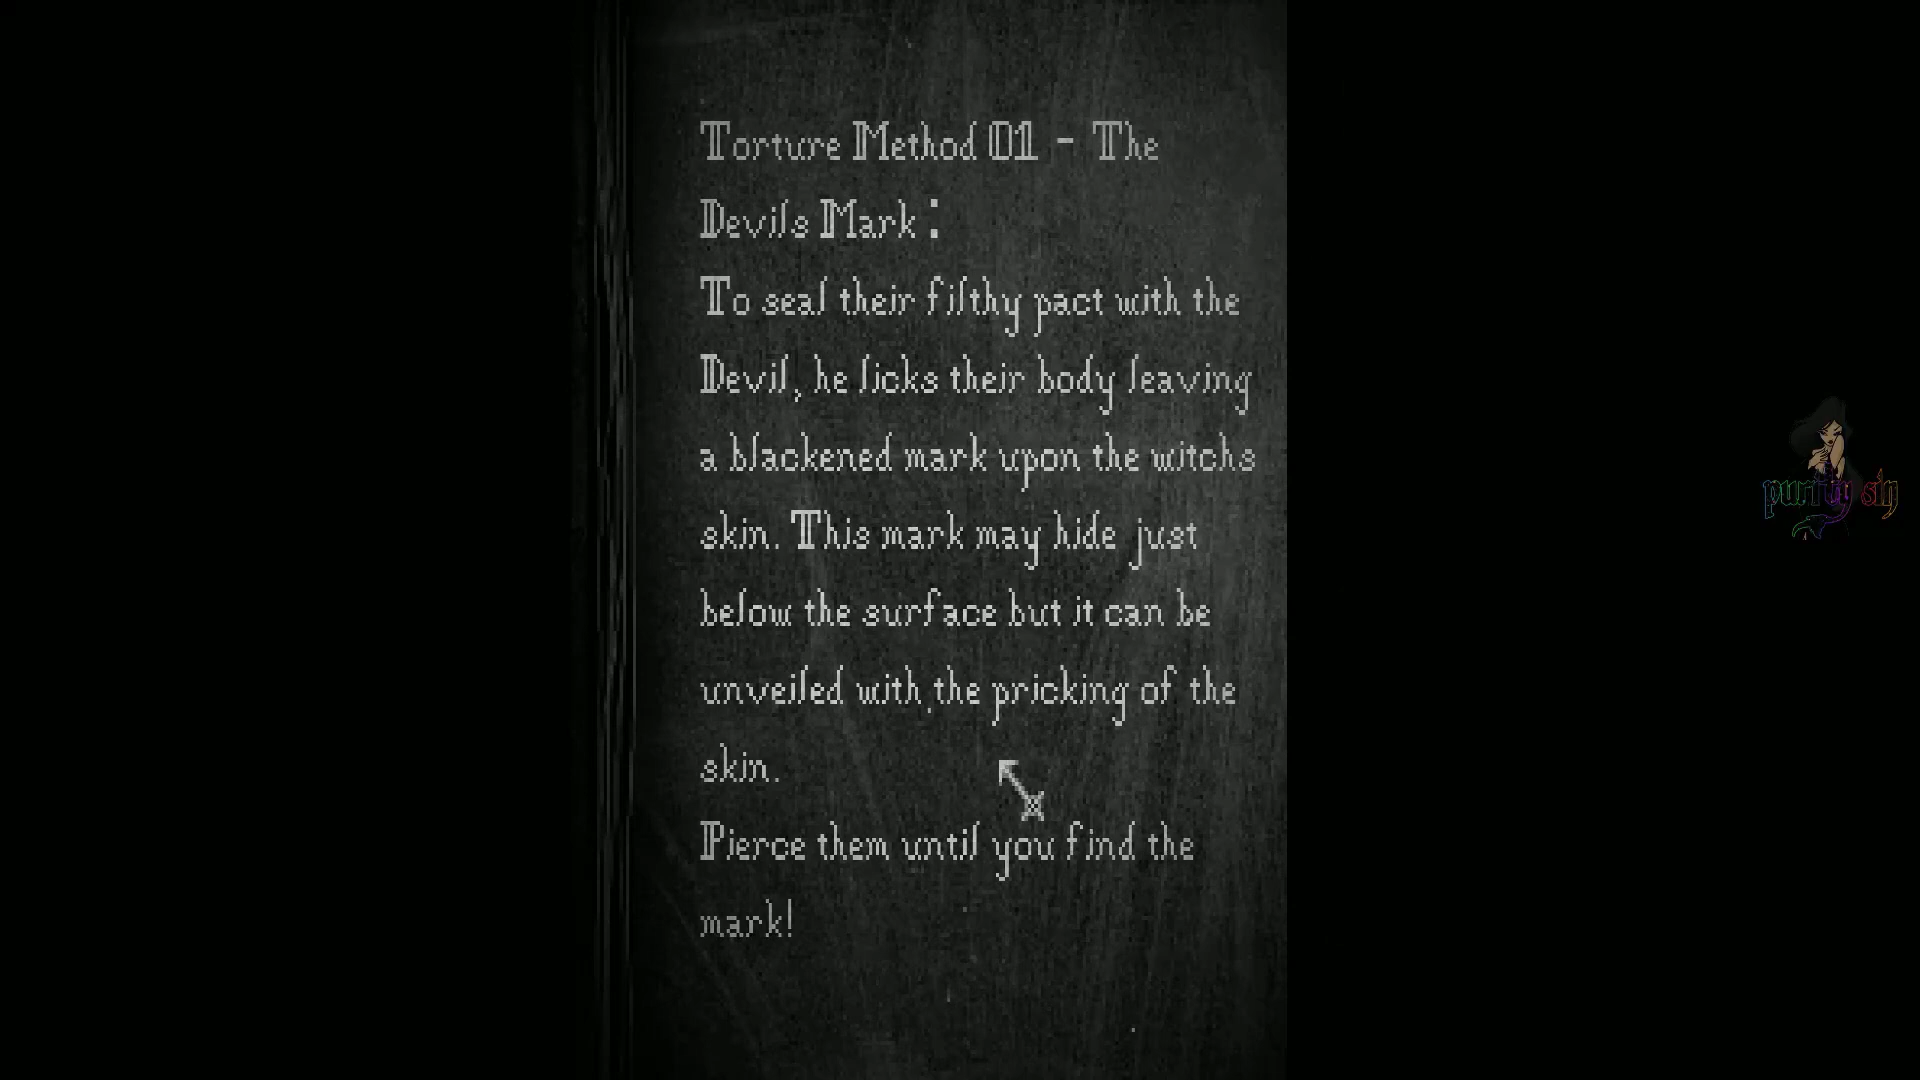 Torture Method 01 - The
Devils Mark :
To seal their filthy pact with the
Devil, he licks their body leaving
a blackened mark upon the witchs
skin. This mark may hide just
below the surface but it can be
unveiled with the pricking of the
skin.
Pierce them until you find the
mark!
purity sin